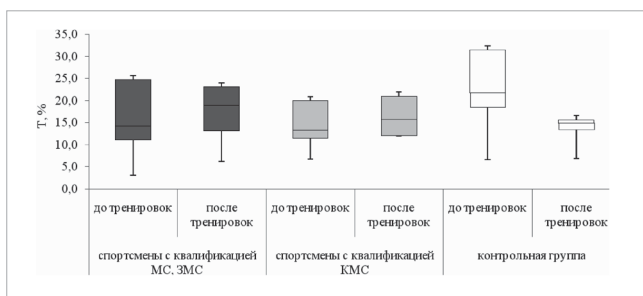 35,0
30,0
25,0
20,0
15,0
10,0
5,0
0,0
Т, %
до тренировок
после
тренировок
до тренировок
после
тренировок
до тренировок
после
тренировок
спортсмены с квалификацией
МС, ЗМС
спортсмены с квалификацией
КМС
контрольная группа